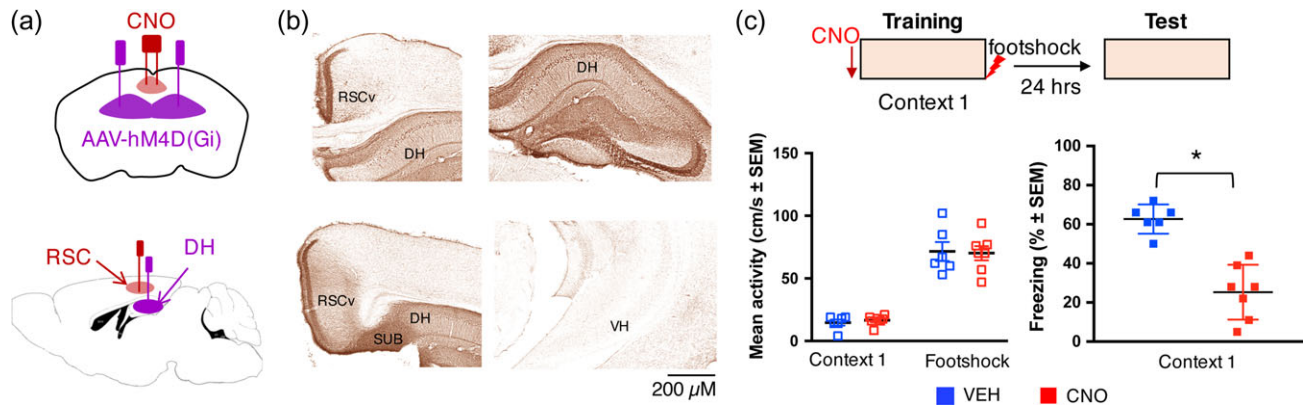 (a)
CNO
AAV-hM4D(Gi)
RSC
DH
(b)
RSCv
DH
DH
RSCv
DH
SUB
VH
200 µM
(c)
Training
Test
CNO
footshock
24 hrs
Context 1
Mean activity (cm/s ± SEM)
150
100
50
0
Context 1
Footshock
Freezing (% ± SEM)
100
80
60
40
20
0
*
Context 1
VEH
CNO